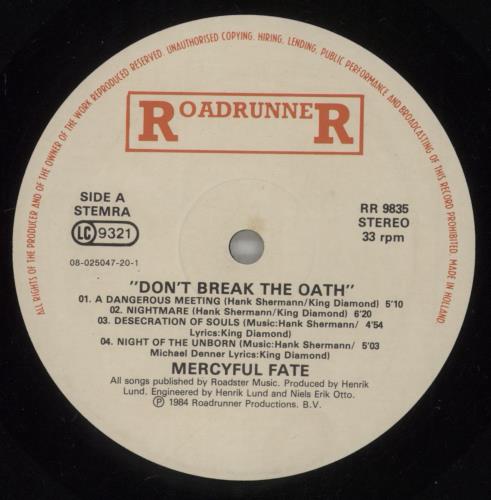 ALL RIGHTS OF THE PRODUCER AND OF THE OWNER OF THE WORK REPRODUCED RESERVED. UNAUTHORISED COPYING, HIRING, LENDING, PUBLIC PERFORMANCE AND BROADCASTING OF THIS RECORD PROHIBITED. MADE IN HOLLAND.
ROADRUNNER
SIDE A
STEMRA
LC 9321
08-025047-20-1
RR 9835
STEREO
33 rpm
"DON'T BREAK THE OATH"
01. A DANGEROUS MEETING (Hank Shermann/King Diamond) 5'10
02. NIGHTMARE (Hank Shermann/King Diamond) 6'20
03. DESECRATION OF SOULS (Music:Hank Shermann/ 4'54
Lyrics:King Diamond)
04. NIGHT OF THE UNBORN (Music:Hank Shermann/ 5'03
Michael Denner Lyrics:King Diamond)
MERCYFUL FATE
All songs published by Roadster Music. Produced by Henrik
Lund. Engineered by Henrik Lund and Niels Erik Otto.
℗ 1984 Roadrunner Productions. B.V.